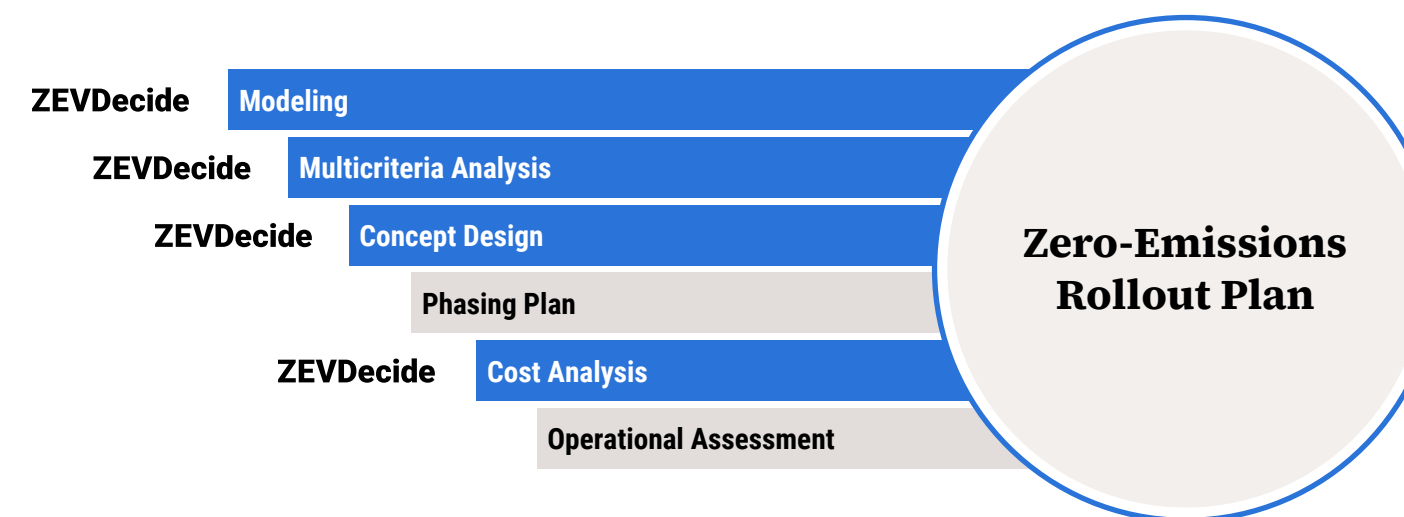 ZEVDecide Modeling
ZEVDecide Multicriteria Analysis
ZEVDecide Concept Design
Phasing Plan
ZEVDecide Cost Analysis
Operational Assessment
Zero-Emissions
Rollout Plan